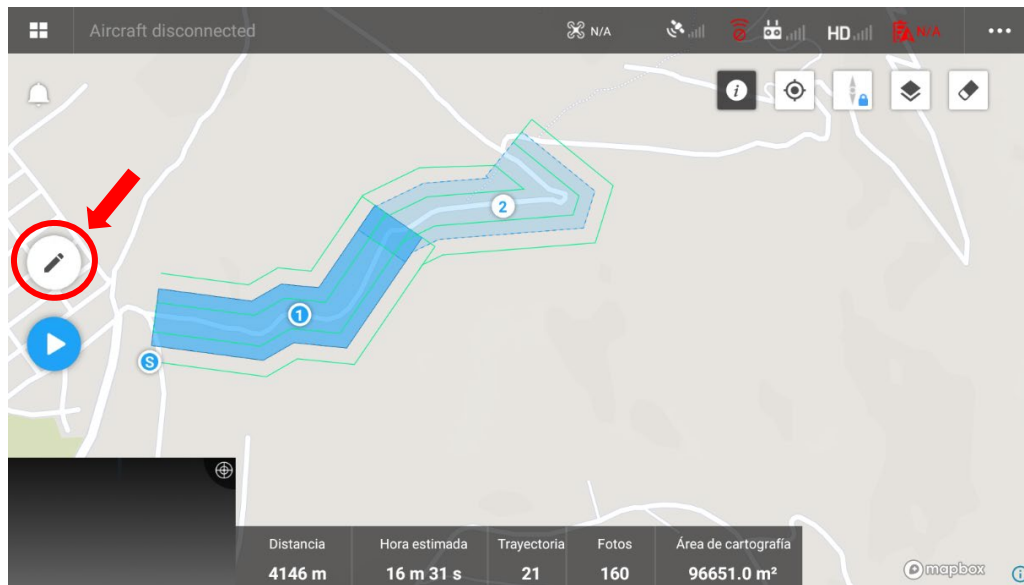 Aircraft disconnected
N/A
HD
N/A
2
1
S
Distancia
Hora estimada
Trayectoria
Fotos
Área de cartografía
4146 m
16 m 31 s
21
160
96651.0 m²
mapbox